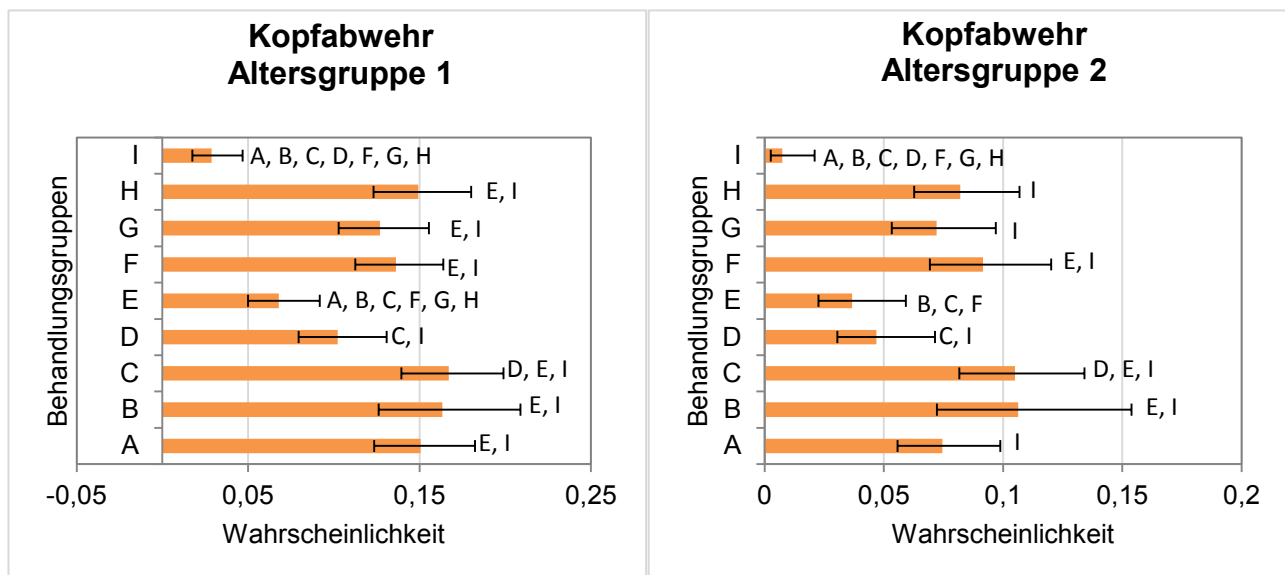 Kopfabwehr
Altersgruppe 1
Behandlungsgruppen
I
A, B, C, D, F, G, H
H
E, I
G
E, I
F
E, I
E
A, B, C, F, G, H
D
C, I
C
D, E, I
B
E, I
A
E, I
-0,05
0,05
0,15
0,25
Wahrscheinlichkeit
Kopfabwehr
Altersgruppe 2
Behandlungsgruppen
I
A, B, C, D, F, G, H
H
I
G
I
F
E, I
E
B, C, F
D
C, I
C
D, E, I
B
E, I
A
I
0
0,05
0,1
0,15
0,2
Wahrscheinlichkeit